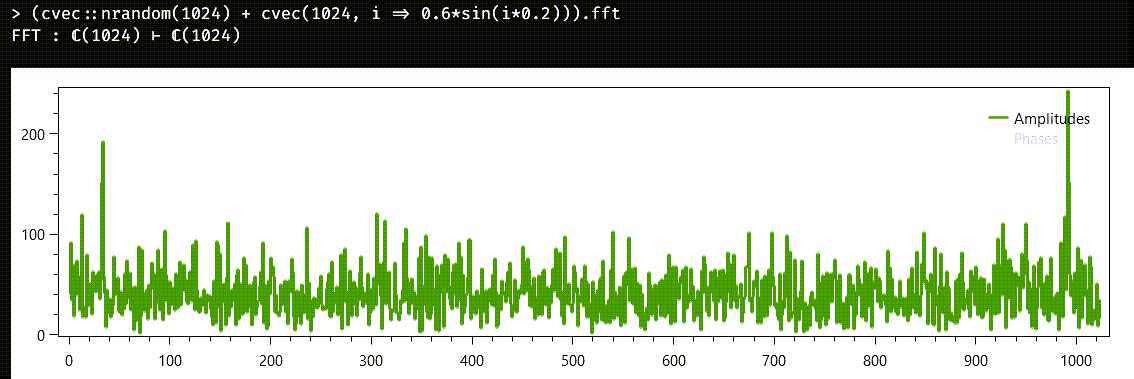 > (cvec::nrandom(1024) + cvec(1024, i ⇒ 0.6*sin(i*0.2))).fft
FFT : ℂ(1024) ⊢ ℂ(1024)
Amplitudes
Phases
200
100
0
0 100 200 300 400 500 600 700 800 900 1000